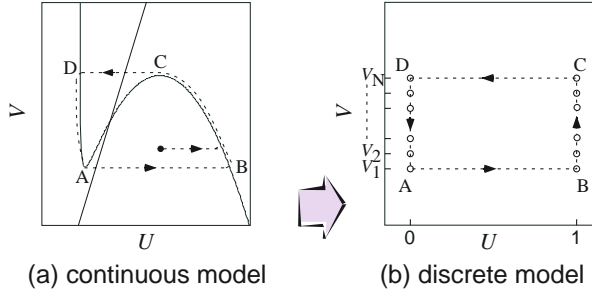 D
C
V
A
B
U
(a) continuous model
D
C
V_N
V
V_2
V_1
A
B
0
U
1
(b) discrete model